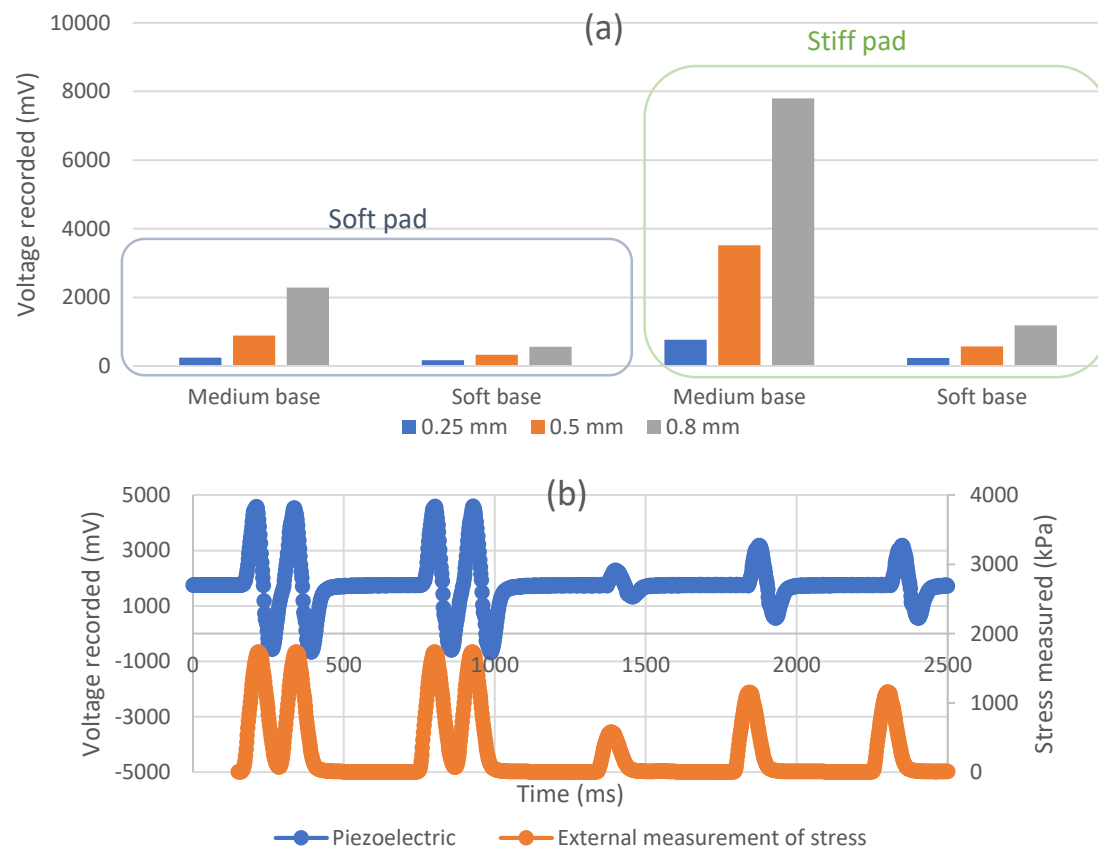 (a)
10000
8000
6000
4000
2000
0
Voltage recorded (mV)
Soft pad
Stiff pad
Medium base
Soft base
Medium base
Soft base
0.25 mm
0.5 mm
0.8 mm
(b)
5000
3000
1000
-1000
-3000
-5000
Voltage recorded (mV)
4000
3000
2000
1000
0
Stress measured (kPa)
0
500
1000
1500
2000
2500
Time (ms)
Piezoelectric
External measurement of stress